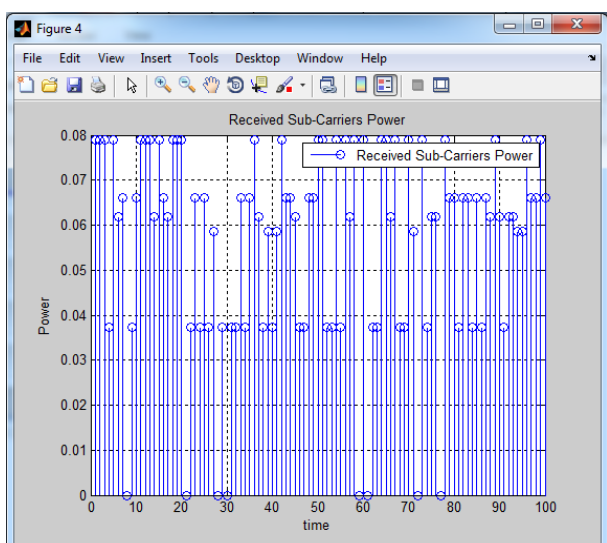 Figure 4
File Edit View Insert Tools Desktop Window Help
Received Sub-Carriers Power
Received Sub-Carriers Power
0.08
0.07
0.06
0.05
0.04
0.03
0.02
0.01
0
Power
0 10 20 30 40 50 60 70 80 90 100
time